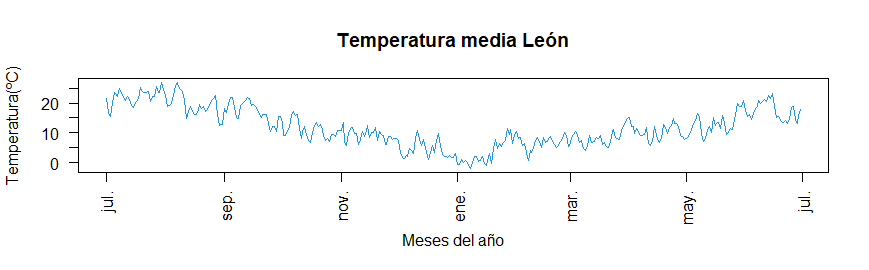 Temperatura media León
Temperatura(ºC)
20
10
0
jul.
sep.
nov.
ene.
mar.
may.
jul.
Meses del año